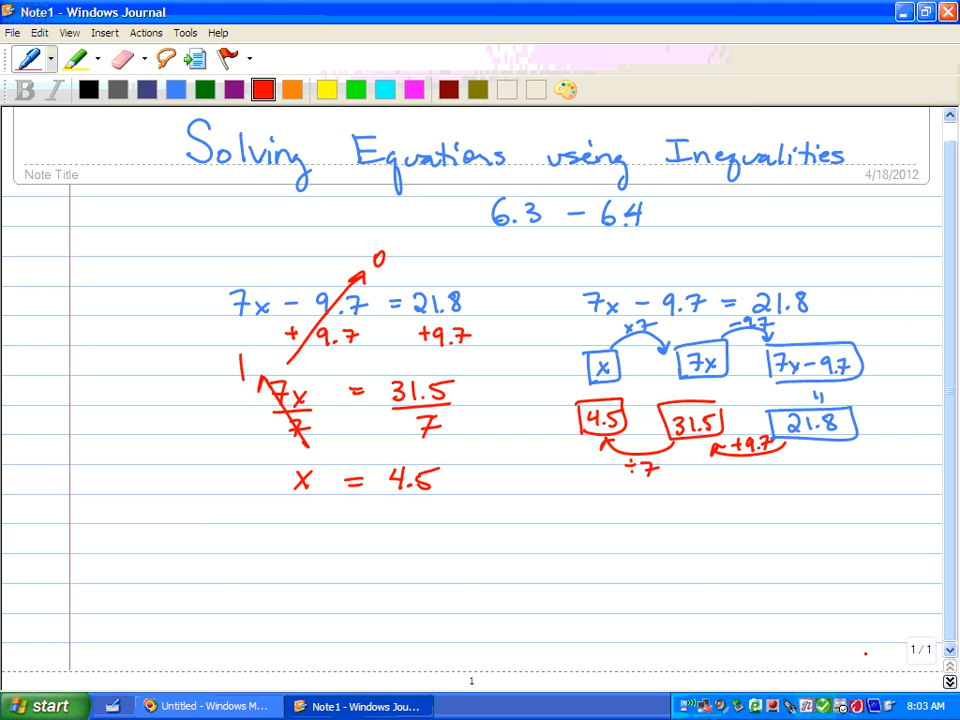 Note1 - Windows Journal
File Edit View Insert Actions Tools Help
B I
Solving Equations using Inequalities
Note Title
4/18/2012
6.3 - 6.4
0
7x - 9.7 = 21.8
+ 9.7 +9.7
1
7x = 31.5
7 7
x = 4.5
7x - 9.7 = 21.8
x7 -9.7
x 7x 7x-9.7
=
4.5 31.5 21.8
÷7 +9.7
1 / 1
1
start
Untitled - Windows M...
Note1 - Windows Jou...
8:03 AM